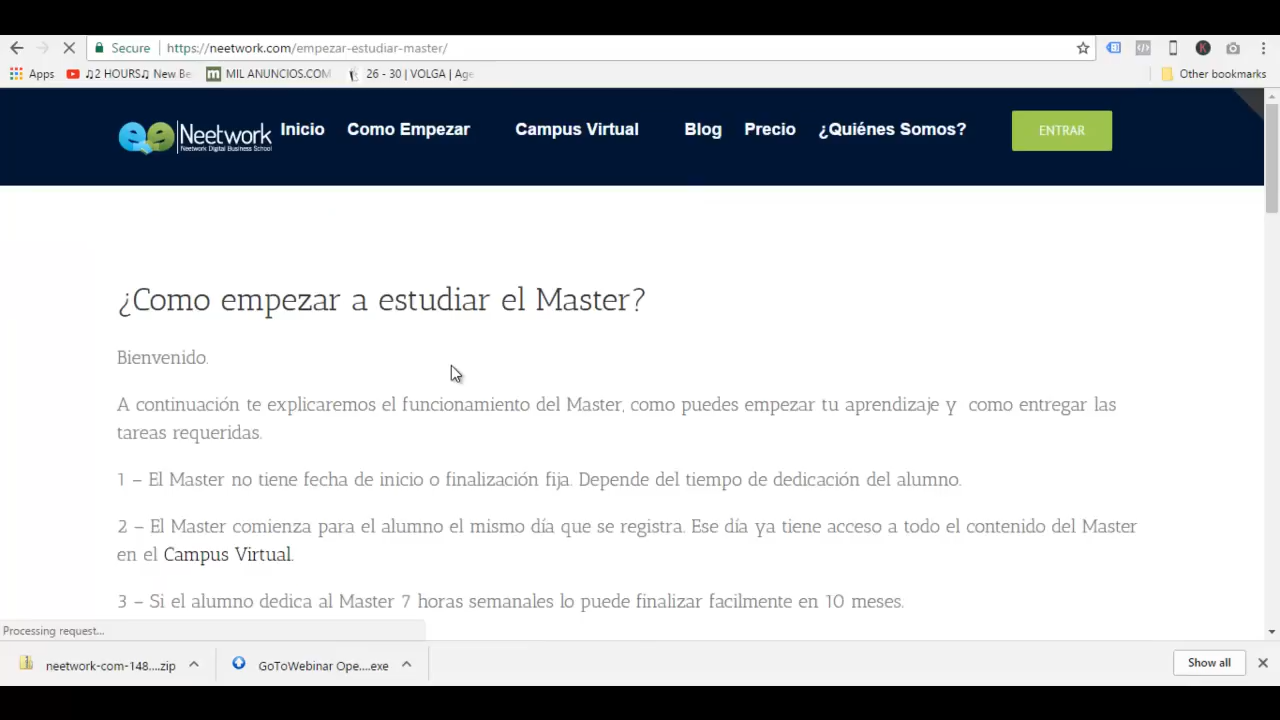 Secure https://neetwork.com/empezar-estudiar-master/
Apps ♫2 HOURS♫ New Be MIL ANUNCIOS.COM 26 - 30 | VOLGA | Age Other bookmarks
Neetwork Inicio Como Empezar Campus Virtual Blog Precio ¿Quiénes Somos? ENTRAR
Neetwork Digital Business School
¿Como empezar a estudiar el Master?
Bienvenido.
A continuación te explicaremos el funcionamiento del Master, como puedes empezar tu aprendizaje y como entregar las
tareas requeridas.
1 – El Master no tiene fecha de inicio o finalización fija. Depende del tiempo de dedicación del alumno.
2 – El Master comienza para el alumno el mismo día que se registra. Ese día ya tiene acceso a todo el contenido del Master
en el Campus Virtual.
3 – Si el alumno dedica al Master 7 horas semanales lo puede finalizar facilmente en 10 meses.
Processing request...
neetwork-com-148....zip GoToWebinar Ope....exe Show all